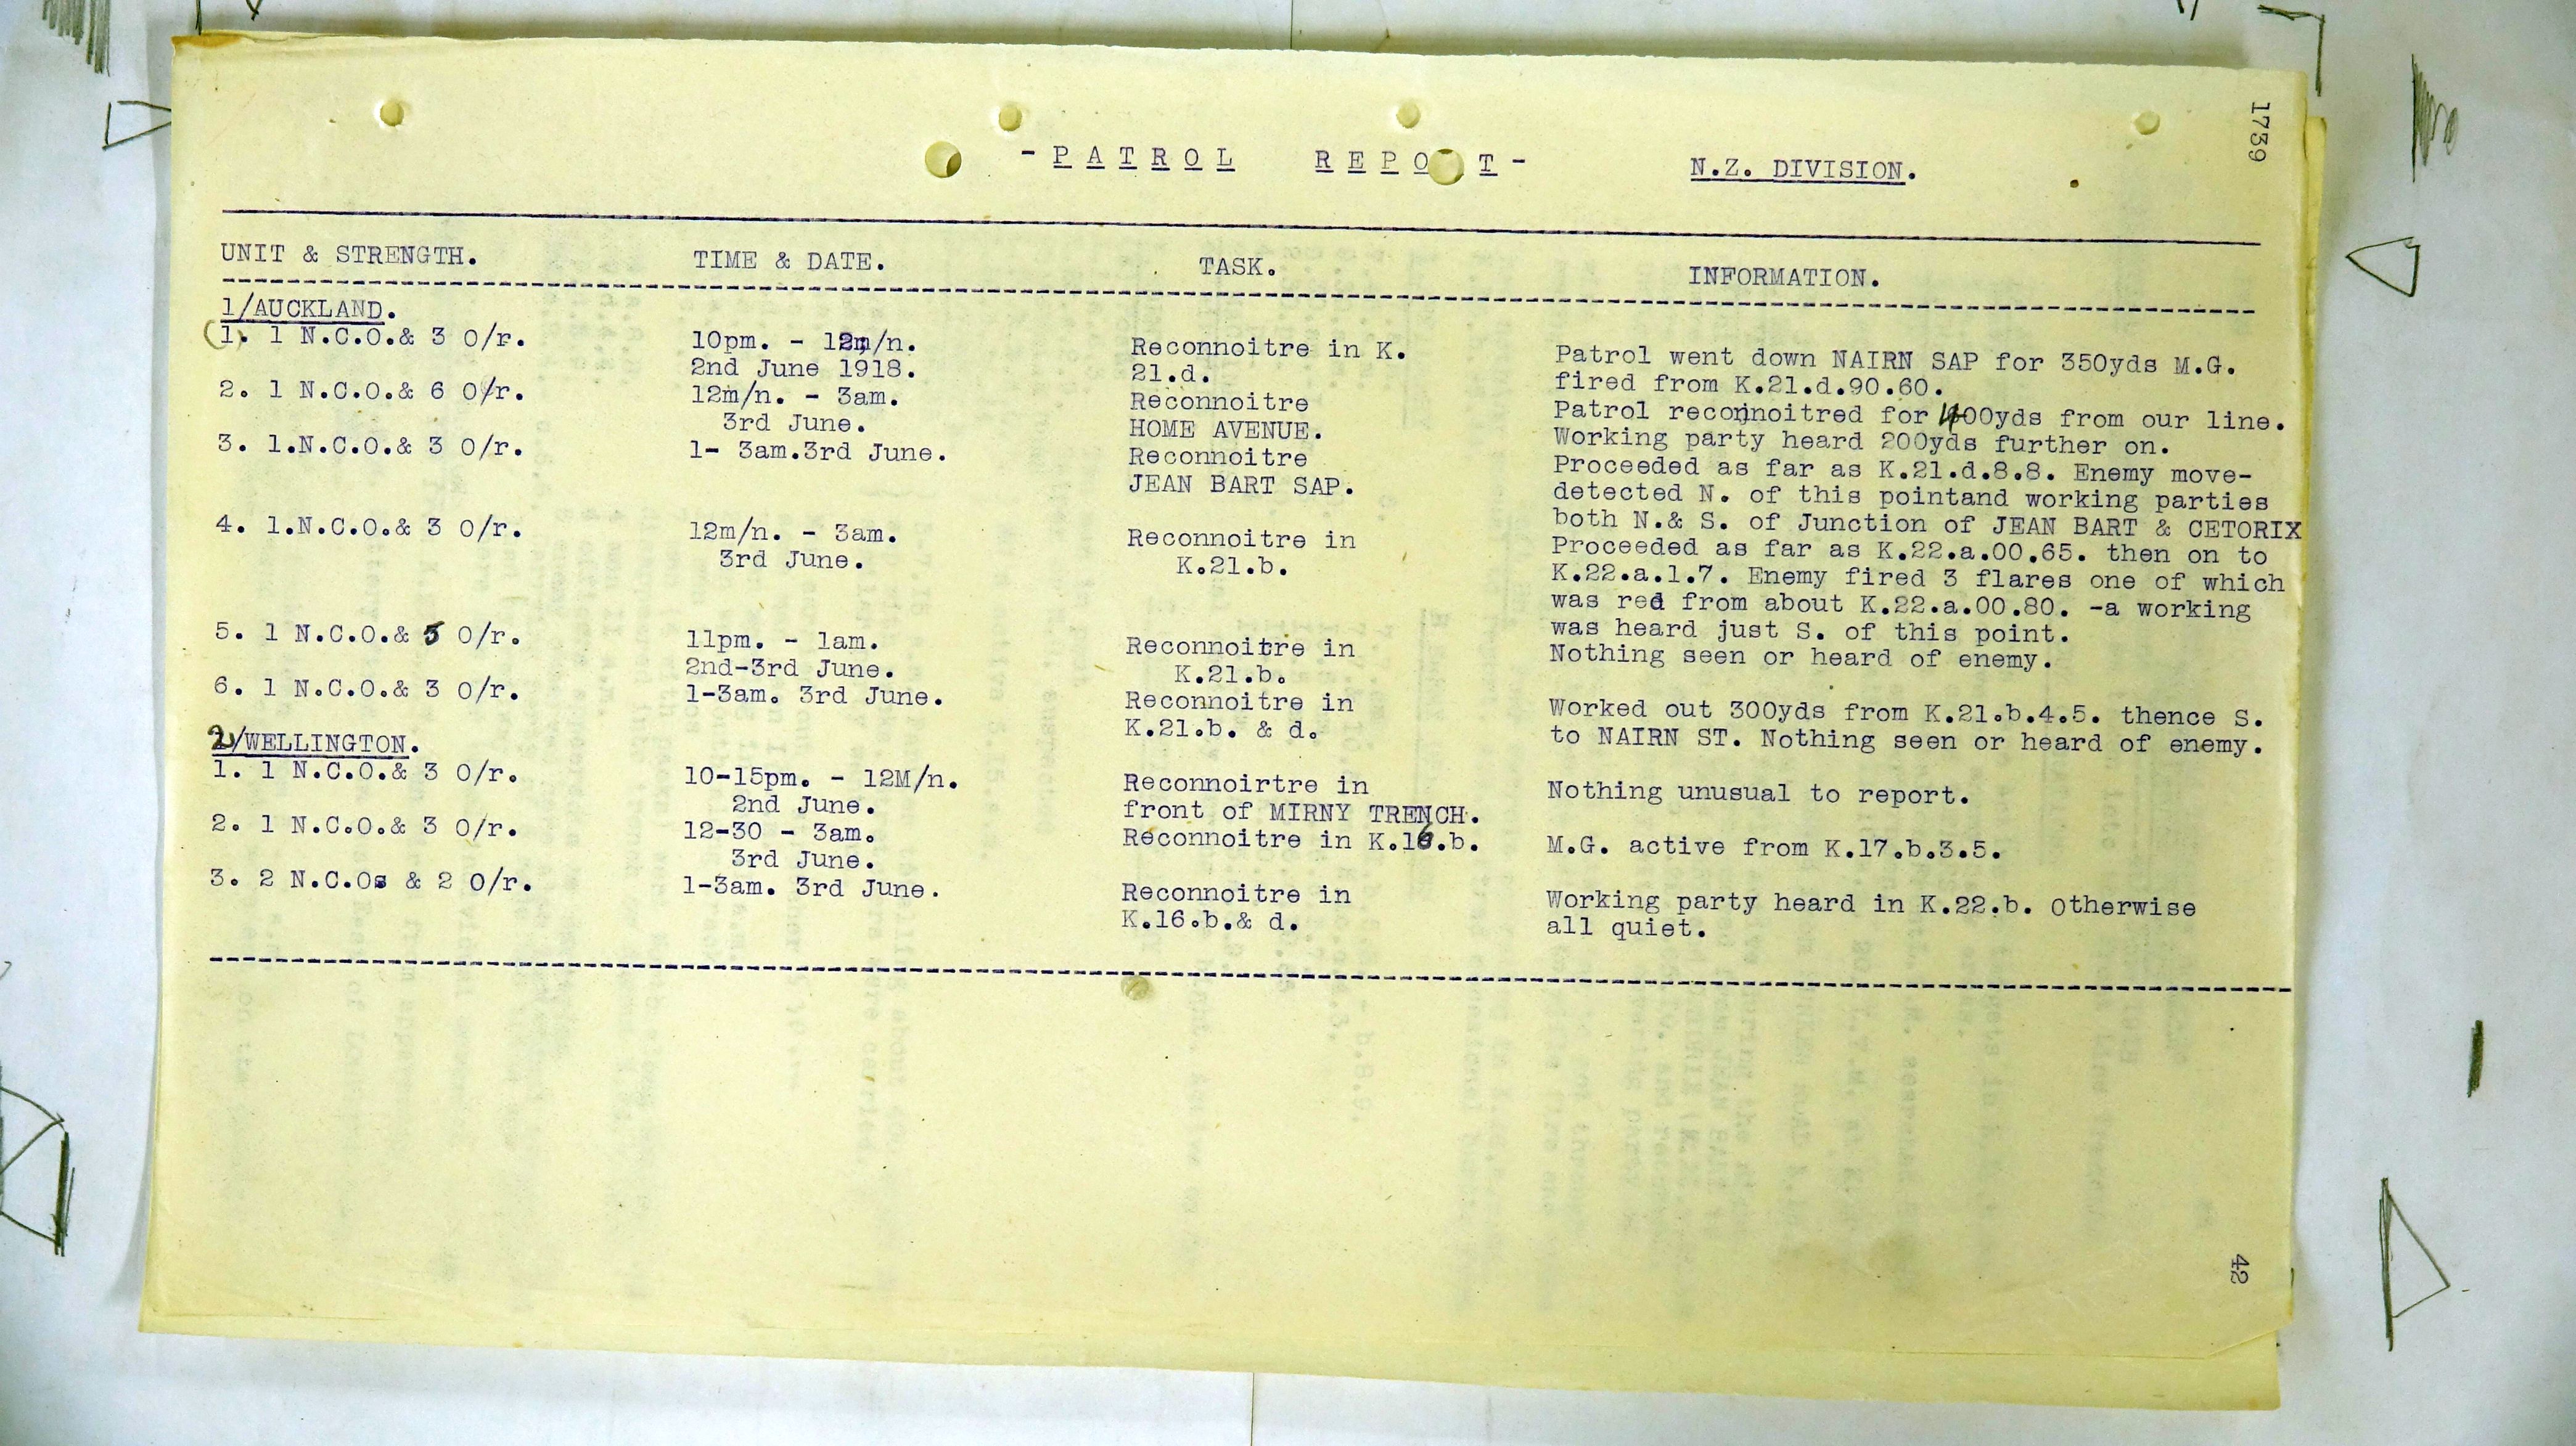 - P A T R O L   R E P O T -   N.Z. DIVISION.
1739
UNIT & STRENGTH.   TIME & DATE.   TASK.   INFORMATION.
1/AUCKLAND.
(1). 1 N.C.O.& 3 O/r.   10pm. - 12m/n.   Reconnoitre in K.   Patrol went down NAIRN SAP for 350yds M.G.
2nd June 1918.   21.d.   fired from K.21.d.90.60.
2. 1 N.C.O.& 6 O/r.   12m/n. - 3am.   Reconnoitre   Patrol reconnoitred for 400yds from our line.
3rd June.   HOME AVENUE.   Working party heard 200yds further on.
3. 1.N.C.O.& 3 O/r.   1- 3am.3rd June.   Reconnoitre   Proceeded as far as K.21.d.8.8. Enemy move-
JEAN BART SAP.   detected N. of this pointand working parties
both N.& S. of Junction of JEAN BART & CETORIX
4. 1.N.C.O.& 3 O/r.   12m/n. - 3am.   Reconnoitre in   Proceeded as far as K.22.a.00.65. then on to
3rd June.   K.21.b.   K.22.a.1.7. Enemy fired 3 flares one of which
was red from about K.22.a.00.80. -a working
was heard just S. of this point.
5. 1 N.C.O.& 5 O/r.   11pm. - 1am.   Reconnoitre in   Nothing seen or heard of enemy.
2nd-3rd June.   K.21.b.
6. 1 N.C.O.& 3 O/r.   1-3am. 3rd June.   Reconnoitre in   Worked out 300yds from K.21.b.4.5. thence S.
K.21.b. & d.   to NAIRN ST. Nothing seen or heard of enemy.
2/WELLINGTON.
1. 1 N.C.O.& 3 O/r.   10-15pm. - 12M/n.   Reconnoirtre in   Nothing unusual to report.
2nd June.   front of MIRNY TRENCH.
2. 1 N.C.O.& 3 O/r.   12-30 - 3am.   Reconnoitre in K.16.b.   M.G. active from K.17.b.3.5.
3rd June.
3. 2 N.C.Os & 2 O/r.   1-3am. 3rd June.   Reconnoitre in   Working party heard in K.22.b. Otherwise
K.16.b.& d.   all quiet.
42